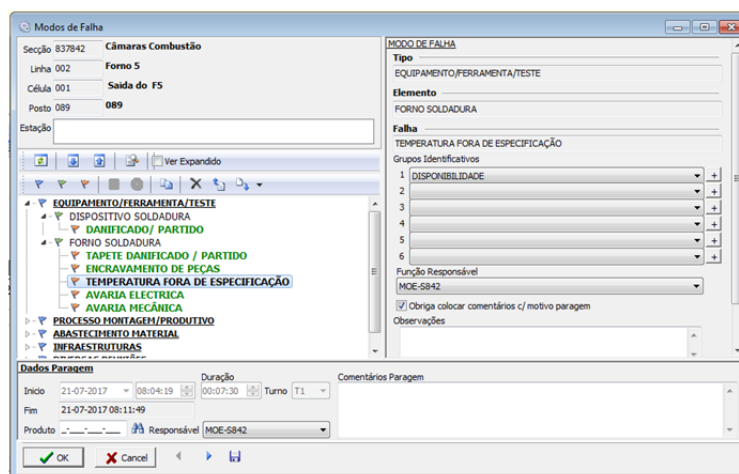 Modos de Falha
Secção 837842 Câmaras Combustão
Linha 002 Forno 5
Célula 001 Saida do F5
Posto 089 089
Estação
Ver Expandido
EQUIPAMENTO/FERRAMENTA/TESTE
DISPOSITIVO SOLDADURA
DANIFICADO/ PARTIDO
FORNO SOLDADURA
TAPETE DANIFICADO / PARTIDO
ENCRAVAMENTO DE PEÇAS
TEMPERATURA FORA DE ESPECIFICAÇÃO
AVARIA ELECTRICA
AVARIA MECÂNICA
PROCESSO MONTAGEM/PRODUTIVO
ABASTECIMENTO MATERIAL
INFRAESTRUTURAS
DIVERSAS REUNIÕES
MODO DE FALHA
Tipo
EQUIPAMENTO/FERRAMENTA/TESTE
Elemento
FORNO SOLDADURA
Falha
TEMPERATURA FORA DE ESPECIFICAÇÃO
Grupos Identificativos
1 DISPONIBILIDADE +
2 +
3 +
4 +
5 +
6 +
Função Responsável
MOE-S842
Obriga colocar comentários c/ motivo paragem
Observações
Dados Paragem
Duração
Comentários Paragem
Inicio 21-07-2017 08:04:19 00:07:30 Turno T1
Fim 21-07-2017 08:11:49
Produto _-___-___-___ Responsável MOE-S842
OK Cancel